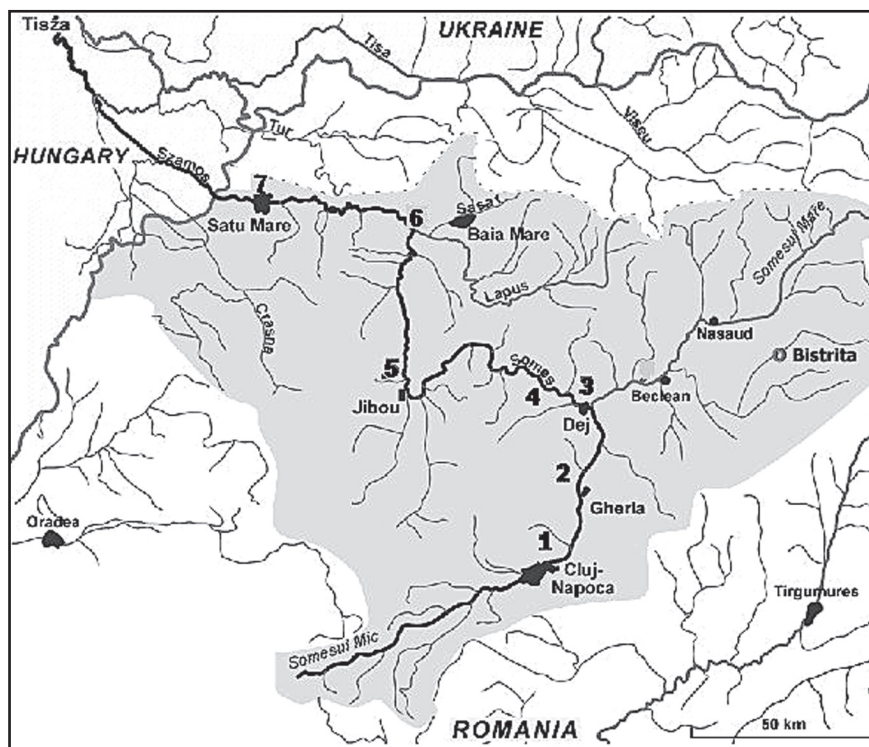 Tisža
UKRAINE
Tisa
Viseu
Tur
HUNGARY
Szamos
7
Satu Mare
6
Sasar
Baia Mare
Somesul Mare
Lapus
Crasna
Nasaud
Bistrita
5
Somes
3
Jibou
4
Beclean
Dej
2
Gherla
Oradea
1
Cluj-
Napoca
Tirgumures
Somesul Mic
ROMANIA
50 km